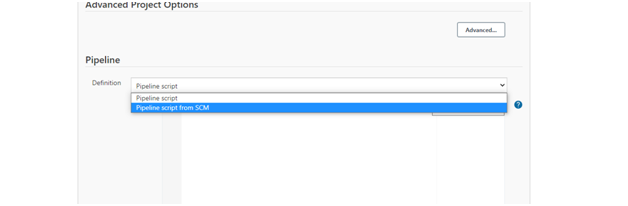 Advanced Project Options
Advanced...
Pipeline
Definition
Pipeline script
Pipeline script
Pipeline script from SCM
?